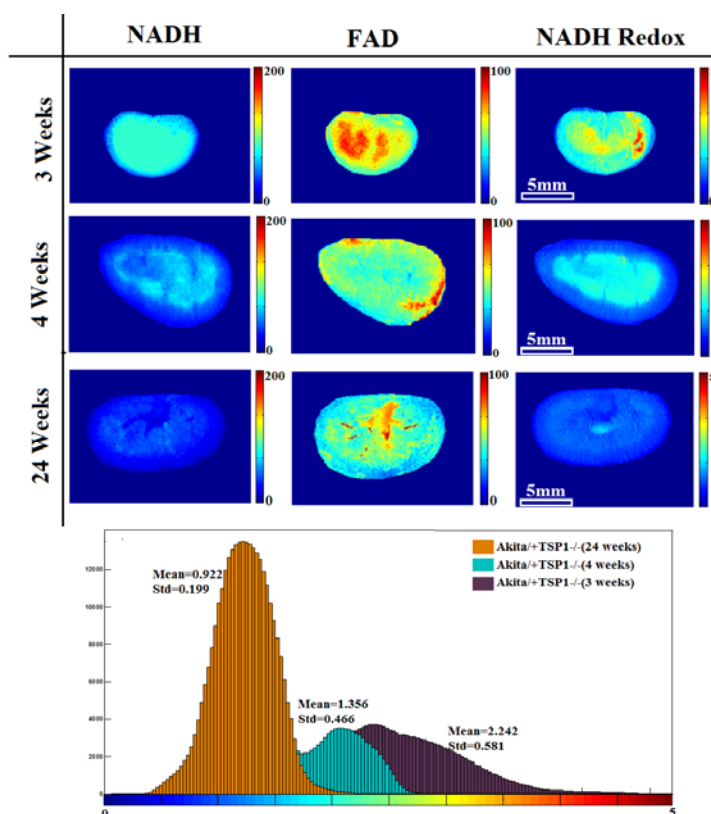 NADH FAD NADH Redox
3 Weeks
200
0
100
0
5mm
4 Weeks
200
0
100
0
5mm
24 Weeks
200
0
100
0
5mm
Akita/+TSP1-/-(24 weeks)
Akita/+TSP1-/-(4 weeks)
Akita/+TSP1-/-(3 weeks)
Mean=0.922
Std=0.199
Mean=1.356
Std=0.466
Mean=2.242
Std=0.581
12000
10000
8000
6000
4000
2000
0
0 5